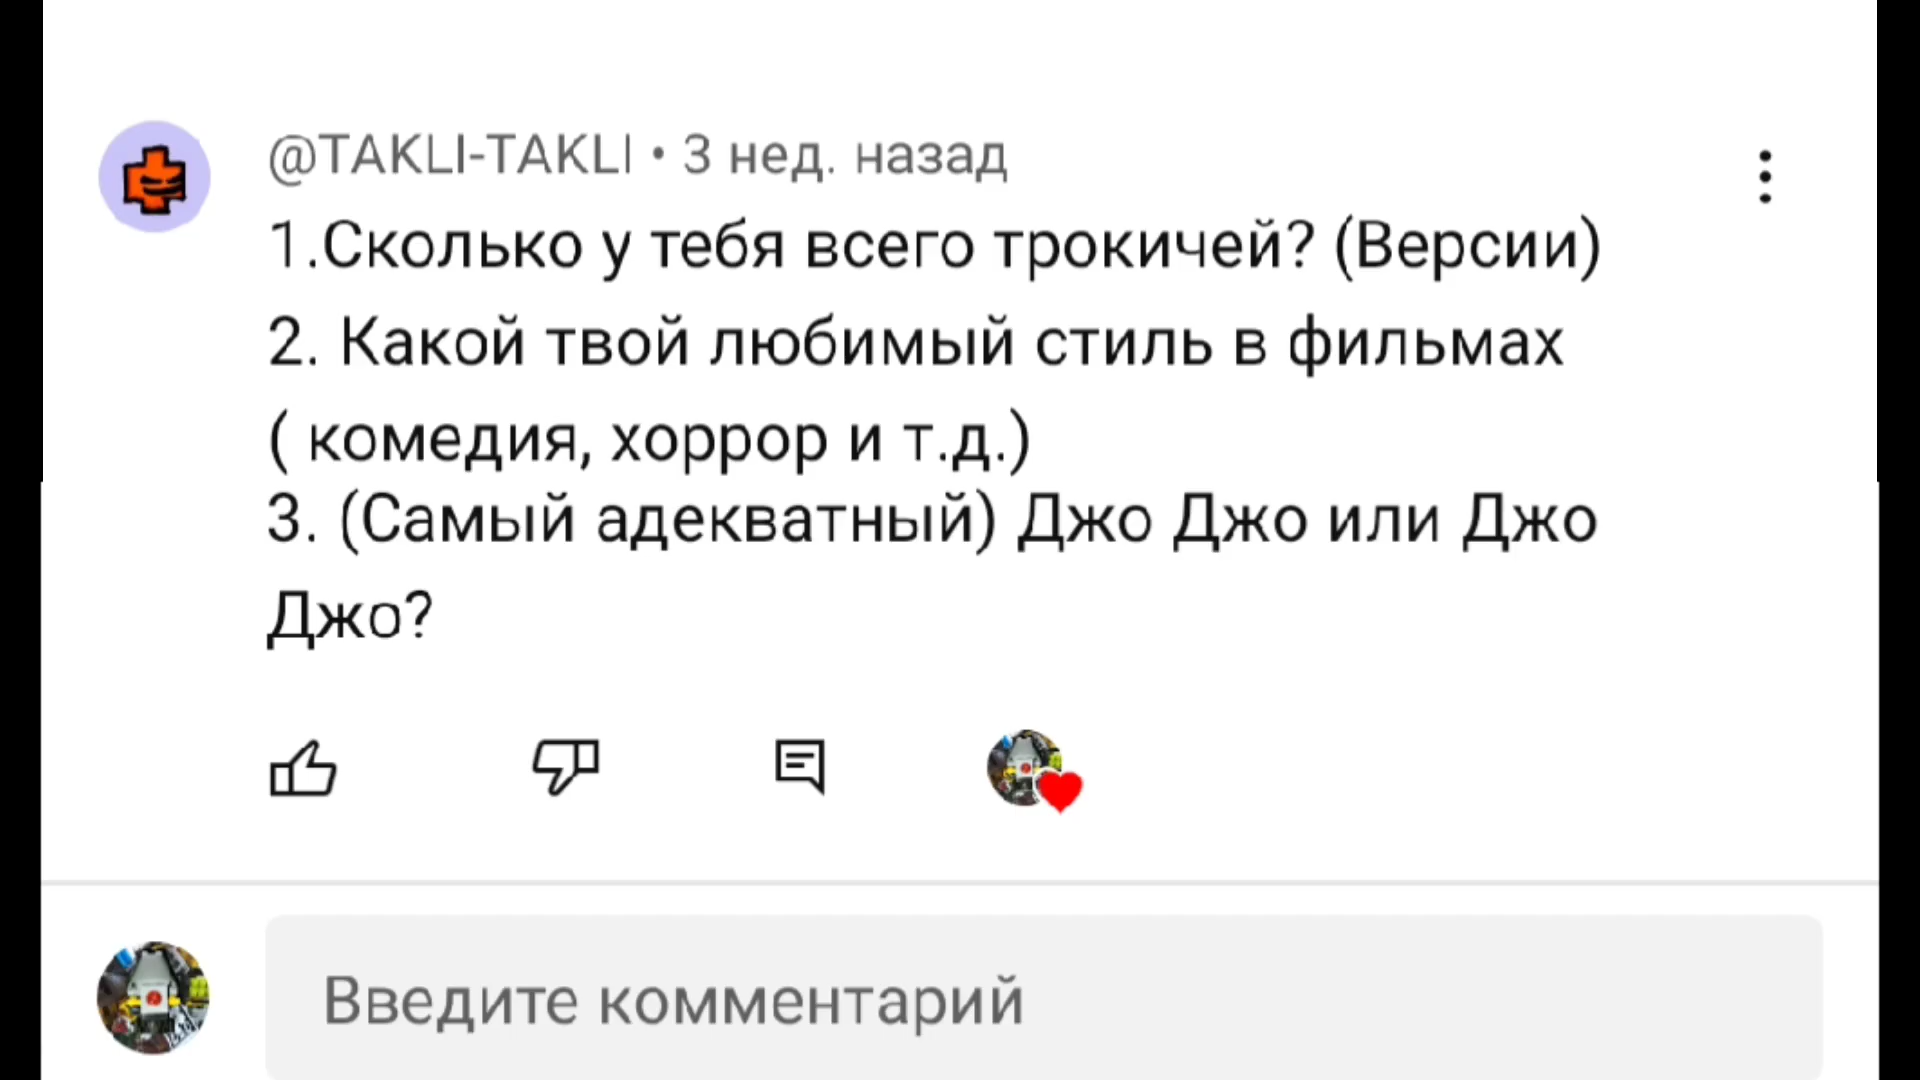 @TAKLI-TAKLI • 3 нед. назад
1.Сколько у тебя всего трокичей? (Версии)
2. Какой твой любимый стиль в фильмах
( комедия, хоррор и т.д.)
3. (Самый адекватный) Джо Джо или Джо
Джо?
Введите комментарий